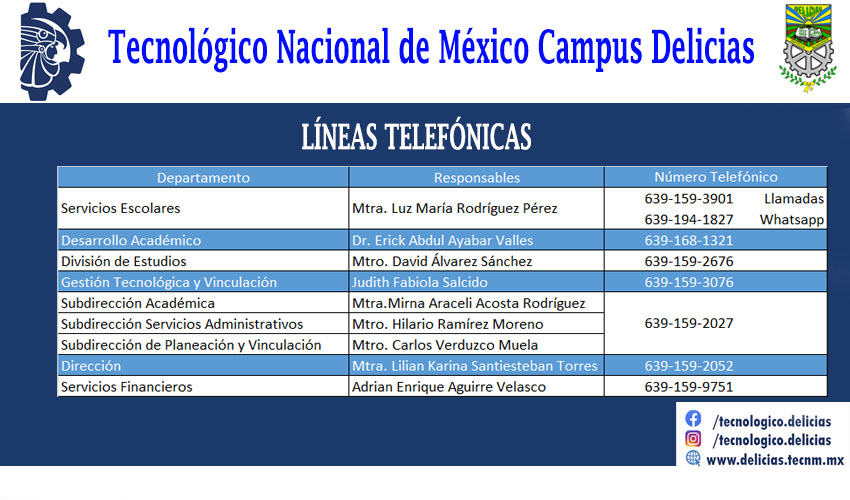 Tecnológico Nacional de México Campus Delicias
DELICIAS
LÍNEAS TELEFÓNICAS
Departamento Responsables Número Telefónico
Servicios Escolares Mtra. Luz María Rodríguez Pérez 639-159-3901 Llamadas
639-194-1827 Whatsapp
Desarrollo Académico Dr. Erick Abdul Ayabar Valles 639-168-1321
División de Estudios Mtro. David Álvarez Sánchez 639-159-2676
Gestión Tecnológica y Vinculación Judith Fabiola Salcido 639-159-3076
Subdirección Académica Mtra.Mirna Araceli Acosta Rodríguez
Subdirección Servicios Administrativos Mtro. Hilario Ramírez Moreno 639-159-2027
Subdirección de Planeación y Vinculación Mtro. Carlos Verduzco Muela
Dirección Mtra. Lilian Karina Santiesteban Torres 639-159-2052
Servicios Financieros Adrian Enrique Aguirre Velasco 639-159-9751
/tecnologico.delicias
/tecnologico.delicias
www.delicias.tecnm.mx